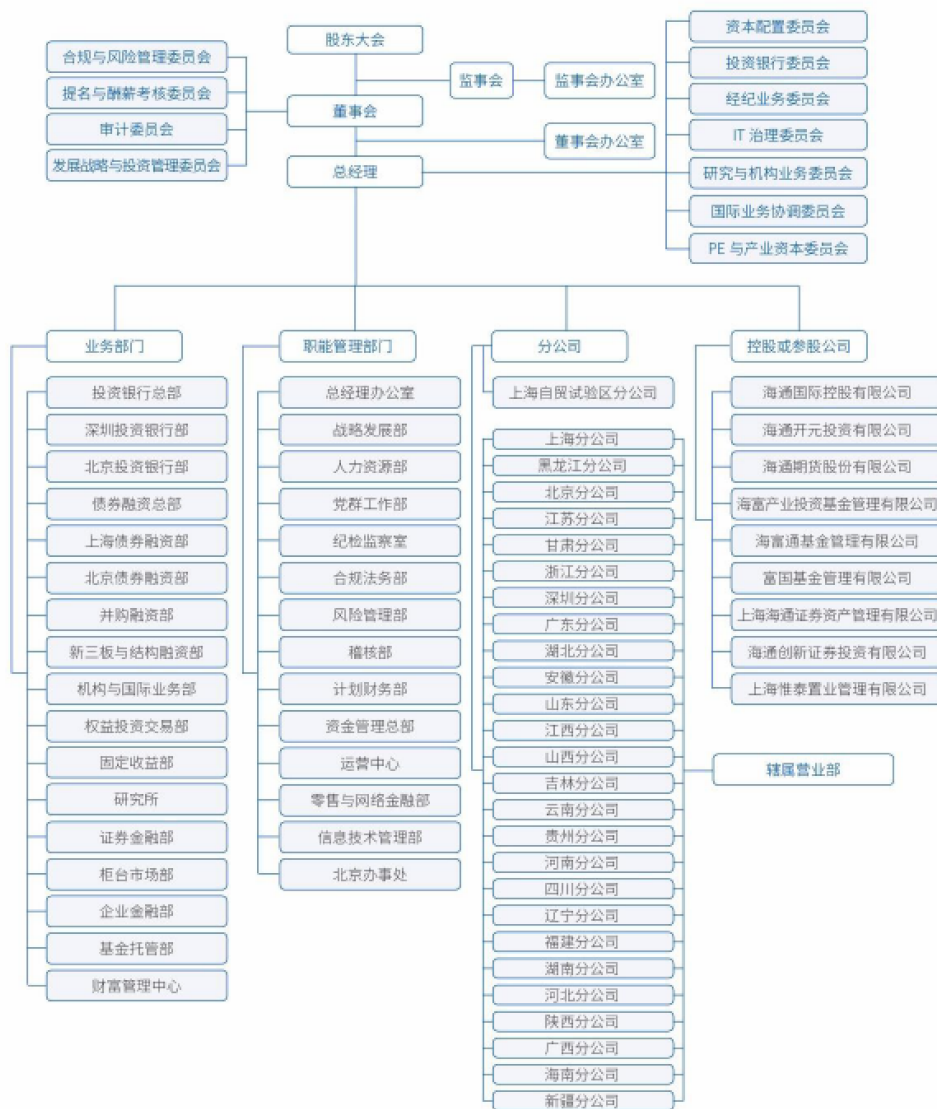 股东大会
合规与风险管理委员会
提名与酬薪考核委员会
审计委员会
发展战略与投资管理委员会
监事会
监事会办公室
董事会
董事会办公室
总经理
资本配置委员会
投资银行委员会
经纪业务委员会
IT 治理委员会
研究与机构业务委员会
国际业务协调委员会
PE 与产业资本委员会
业务部门
投资银行总部
深圳投资银行部
北京投资银行部
债券融资总部
上海债券融资部
北京债券融资部
并购融资部
新三板与结构融资部
机构与国际业务部
权益投资交易部
固定收益部
研究所
证券金融部
柜台市场部
企业金融部
基金托管部
财富管理中心
职能管理部门
总经理办公室
战略发展部
人力资源部
党群工作部
纪检监察室
合规法务部
风险管理部
稽核部
计划财务部
资金管理总部
运营中心
零售与网络金融部
信息技术管理部
北京办事处
分公司
上海自贸试验区分公司
上海分公司
黑龙江分公司
北京分公司
江苏分公司
甘肃分公司
浙江分公司
深圳分公司
广东分公司
湖北分公司
安徽分公司
山东分公司
江西分公司
山西分公司
吉林分公司
云南分公司
贵州分公司
河南分公司
四川分公司
辽宁分公司
福建分公司
湖南分公司
河北分公司
陕西分公司
广西分公司
海南分公司
新疆分公司
辖属营业部
控股或参股公司
海通国际控股有限公司
海通开元投资有限公司
海通期货股份有限公司
海富产业投资基金管理有限公司
海富通基金管理有限公司
富国基金管理有限公司
上海海通证券资产管理有限公司
海通创新证券投资有限公司
上海惟泰置业管理有限公司